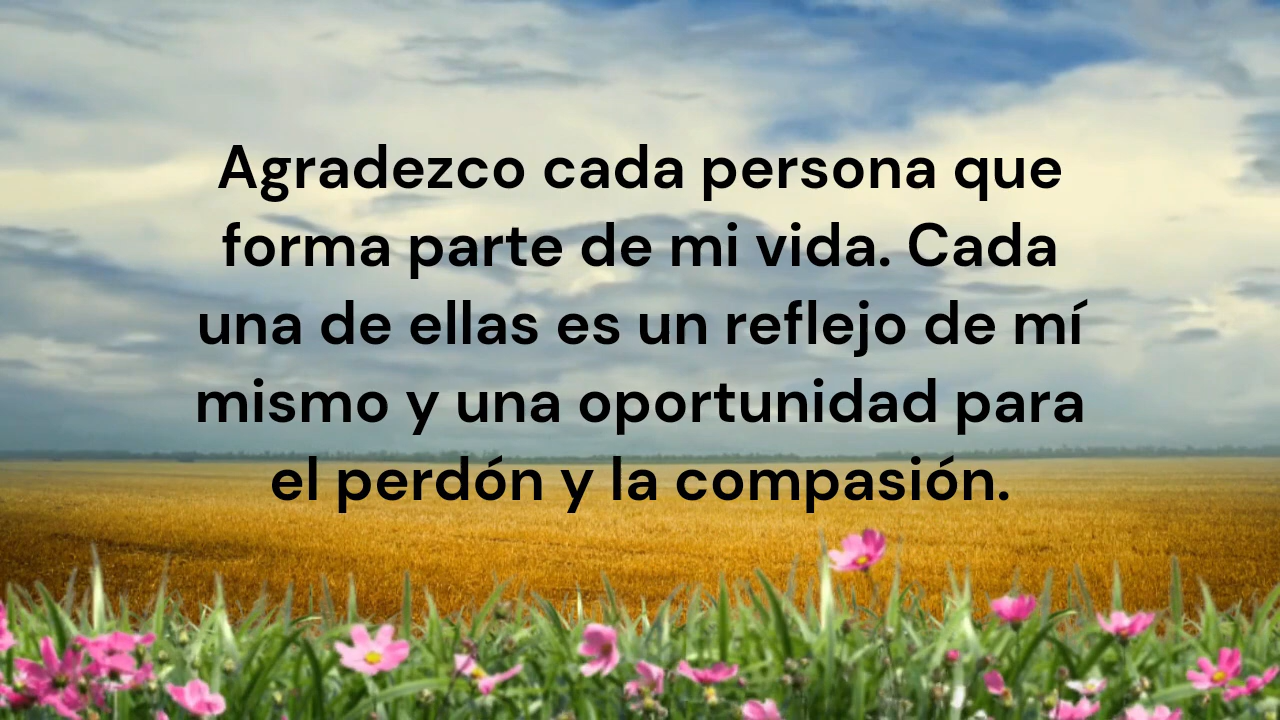 Agradezco cada persona que
forma parte de mi vida. Cada
una de ellas es un reflejo de mí
mismo y una oportunidad para
el perdón y la compasión.